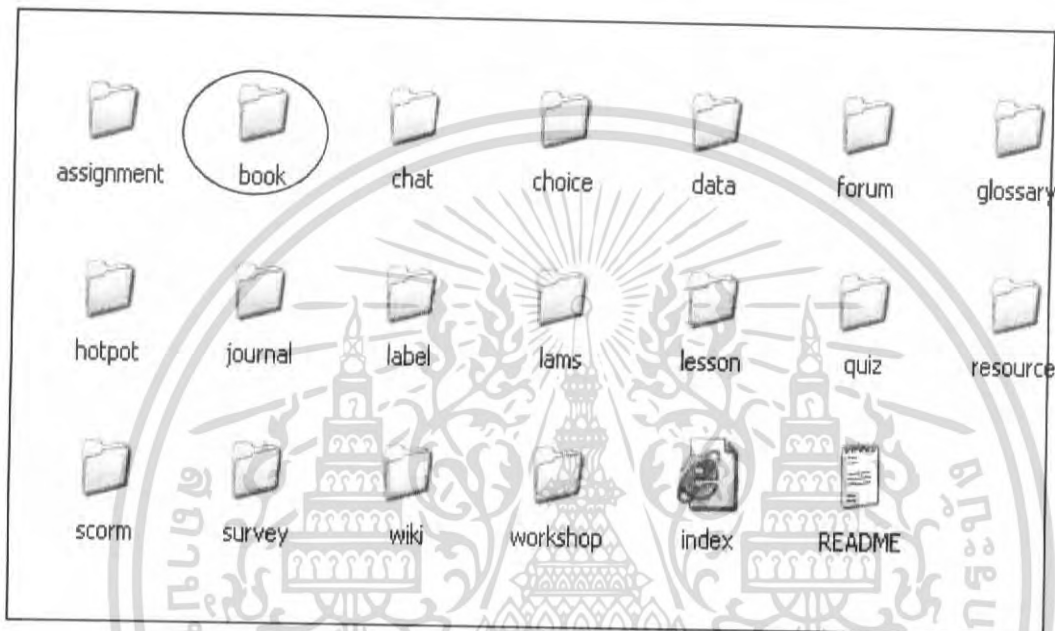 assignment book chat choice data forum glossary
hotpot journal label lams lesson quiz resource
scorm survey wiki workshop index README